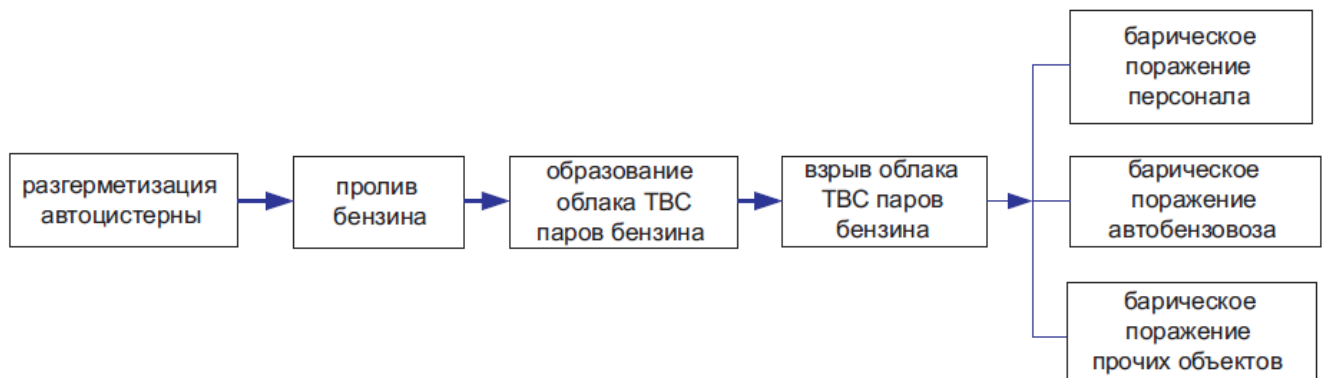 разгерметизация
автоцистерны
пролив
бензина
образование
облака ТВС
паров бензина
взрыв облака
ТВС паров
бензина
барическое
поражение
персонала
барическое
поражение
автобензовоза
барическое
поражение
прочих объектов